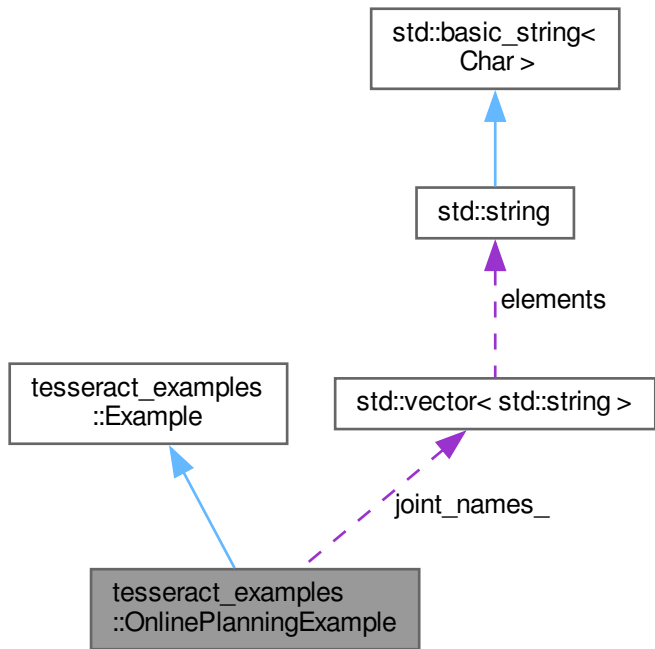 std::basic_string<
Char >
std::string
elements
tesseract_examples
::Example
std::vector< std::string >
joint_names_
tesseract_examples
::OnlinePlanningExample